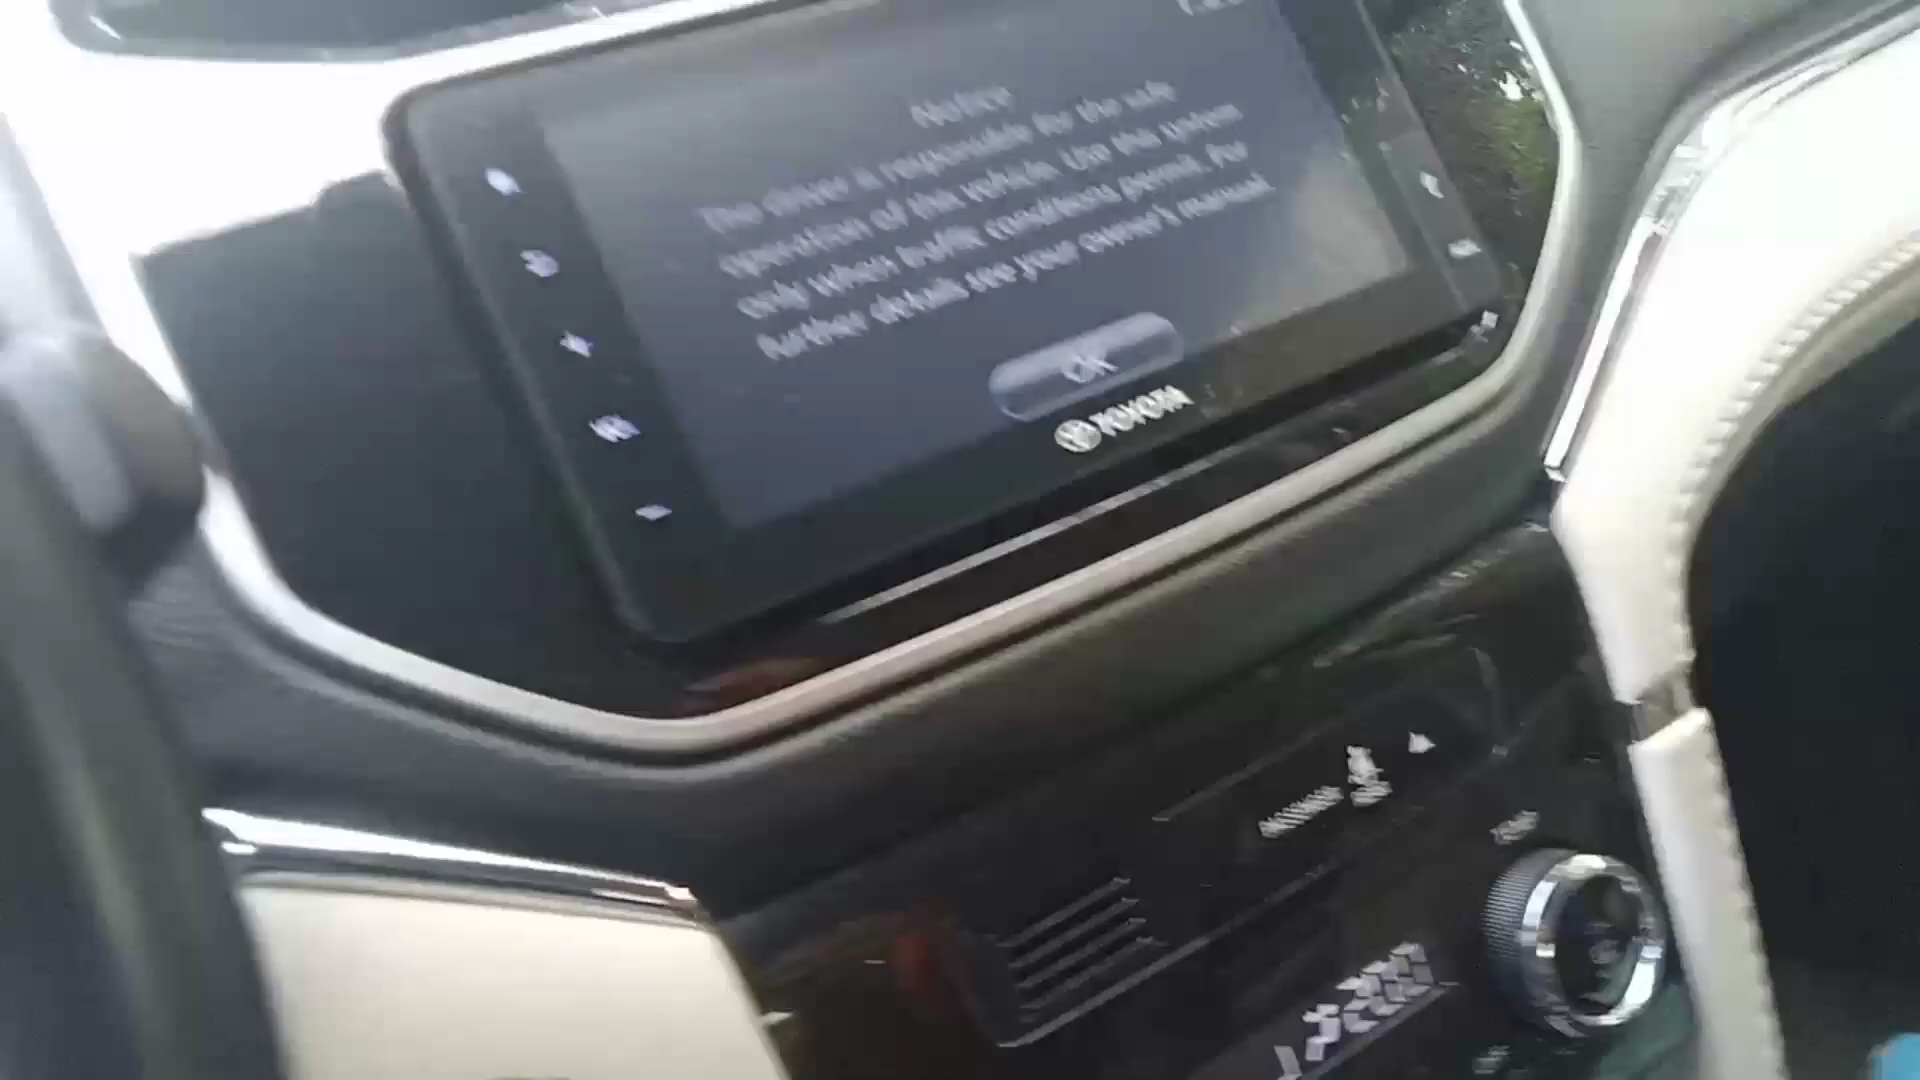 Notice
The driver is responsible for the safe
operation of the vehicle. Use this system
only when traffic conditions permit. For
further details see your owner's manual.
OK
TOYOTA